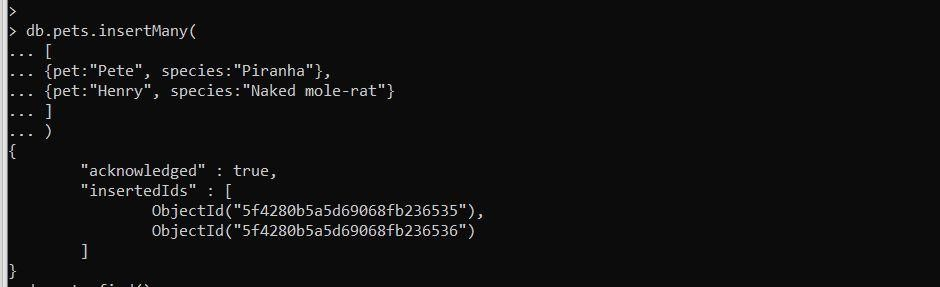 >
> db.pets.insertMany(
... [
... {pet:"Pete", species:"Piranha"},
... {pet:"Henry", species:"Naked mole-rat"}
... ]
... )
{
        "acknowledged" : true,
        "insertedIds" : [
                ObjectId("5f4280b5a5d69068fb236535"),
                ObjectId("5f4280b5a5d69068fb236536")
        ]
}